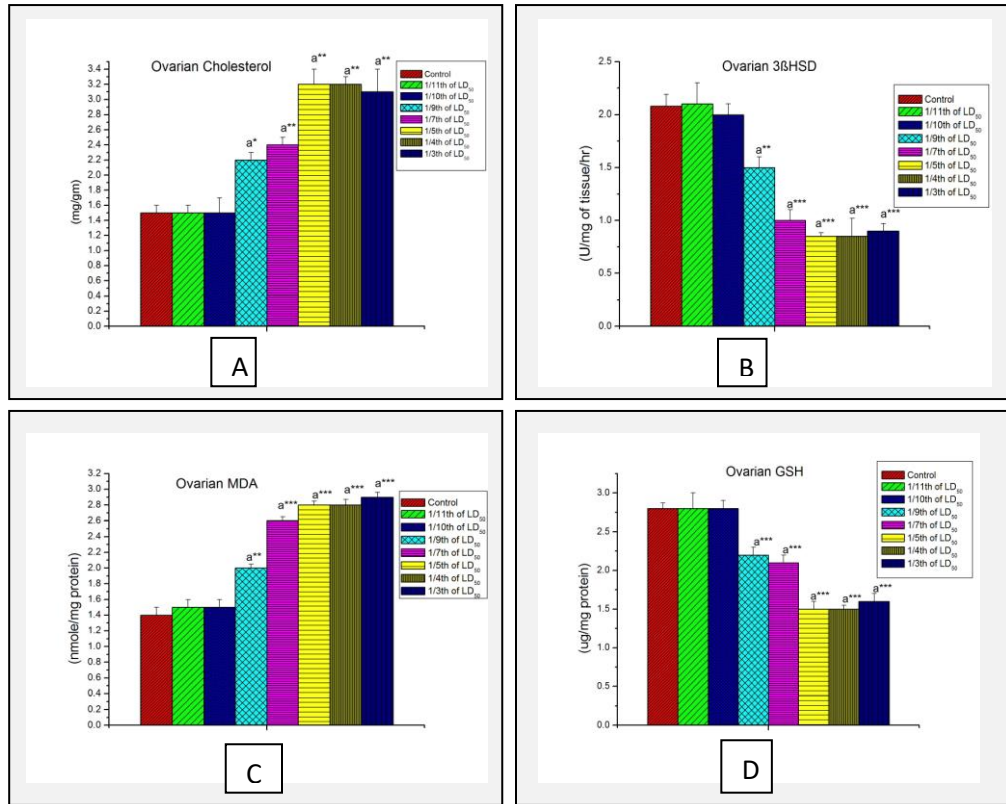 Ovarian Cholesterol
a** a** a**
a* a**
3.4
3.2
3.0
2.8
2.6
2.4
2.2
2.0
1.8
1.6
1.4
1.2
1.0
0.8
0.6
0.4
0.2
0.0
(mg/gm)
Control
1/11th of LD50
1/10th of LD50
1/9th of LD50
1/7th of LD50
1/5th of LD50
1/4th of LD50
1/3th of LD50
A
Ovarian 3ßHSD
2.5
2.0
1.5
1.0
0.5
0.0
(U/mg of tissue/hr)
a**
a*** a*** a*** a***
Control
1/11th of LD50
1/10th of LD50
1/9th of LD50
1/7th of LD50
1/5th of LD50
1/4th of LD50
1/3th of LD50
B
Ovarian MDA
3.2
3.0
2.8
2.6
2.4
2.2
2.0
1.8
1.6
1.4
1.2
1.0
0.8
0.6
0.4
0.2
0.0
(nmole/mg protein)
a**
a*** a*** a*** a***
Control
1/11th of LD50
1/10th of LD50
1/9th of LD50
1/7th of LD50
1/5th of LD50
1/4th of LD50
1/3th of LD50
C
Ovarian GSH
3.0
2.5
2.0
1.5
1.0
0.5
0.0
(ug/mg protein)
a*** a***
a*** a*** a***
Control
1/11th of LD50
1/10th of LD50
1/9th of LD50
1/7th of LD50
1/5th of LD50
1/4th of LD50
1/3th of LD50
D